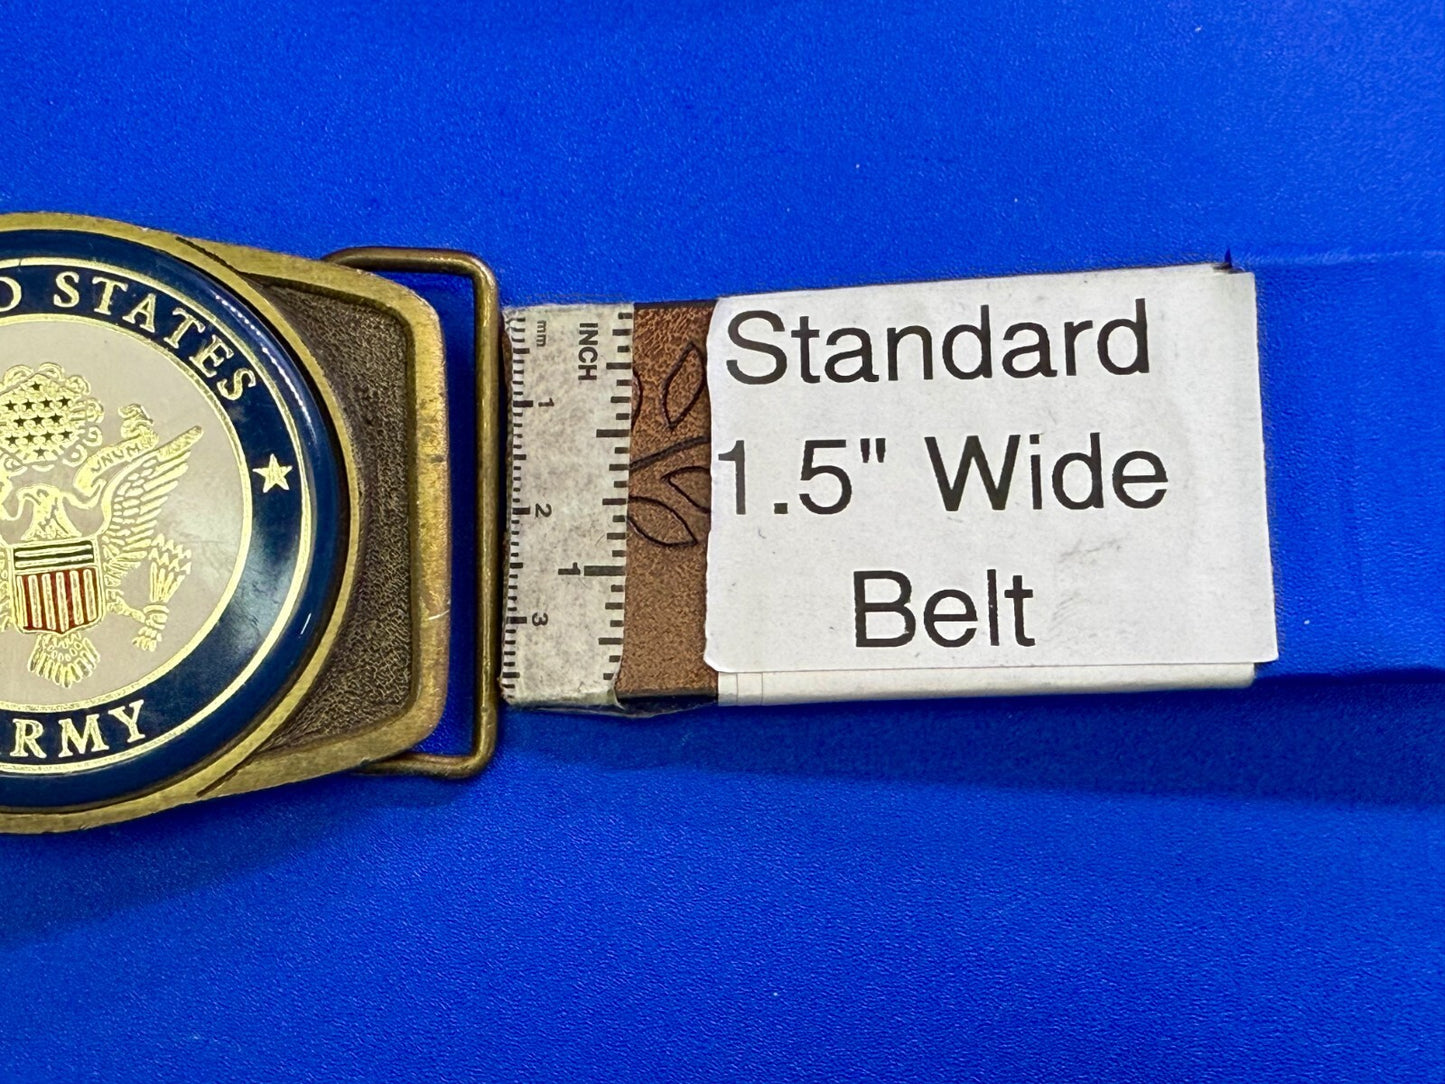 D STATES
RMY
mm
INCH
1
2
1
3
Standard
1.5" Wide
Belt